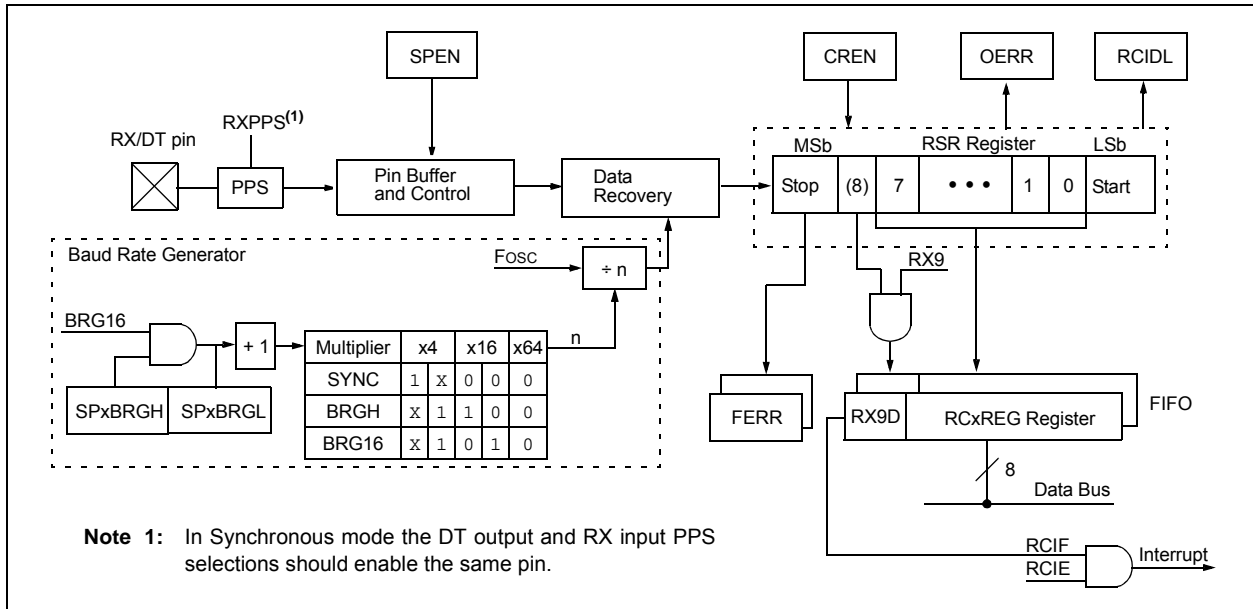 SPEN
CREN
OERR
RCIDL
RXPPS(1)
RX/DT pin
PPS
Pin Buffer
and Control
Data
Recovery
MSb
RSR Register
LSb
Stop
(8)
7
• • •
1
0
Start
RX9
Baud Rate Generator
FOSC
÷ n
n
BRG16
+ 1
SPxBRGH
SPxBRGL
Multiplier x4 x16 x64
SYNC 1 X 0 0 0
BRGH X 1 1 0 0
BRG16 X 1 0 1 0
FERR
RX9D
RCxREG Register
FIFO
8
Data Bus
RCIF
RCIE
Interrupt
Note 1: In Synchronous mode the DT output and RX input PPS
selections should enable the same pin.